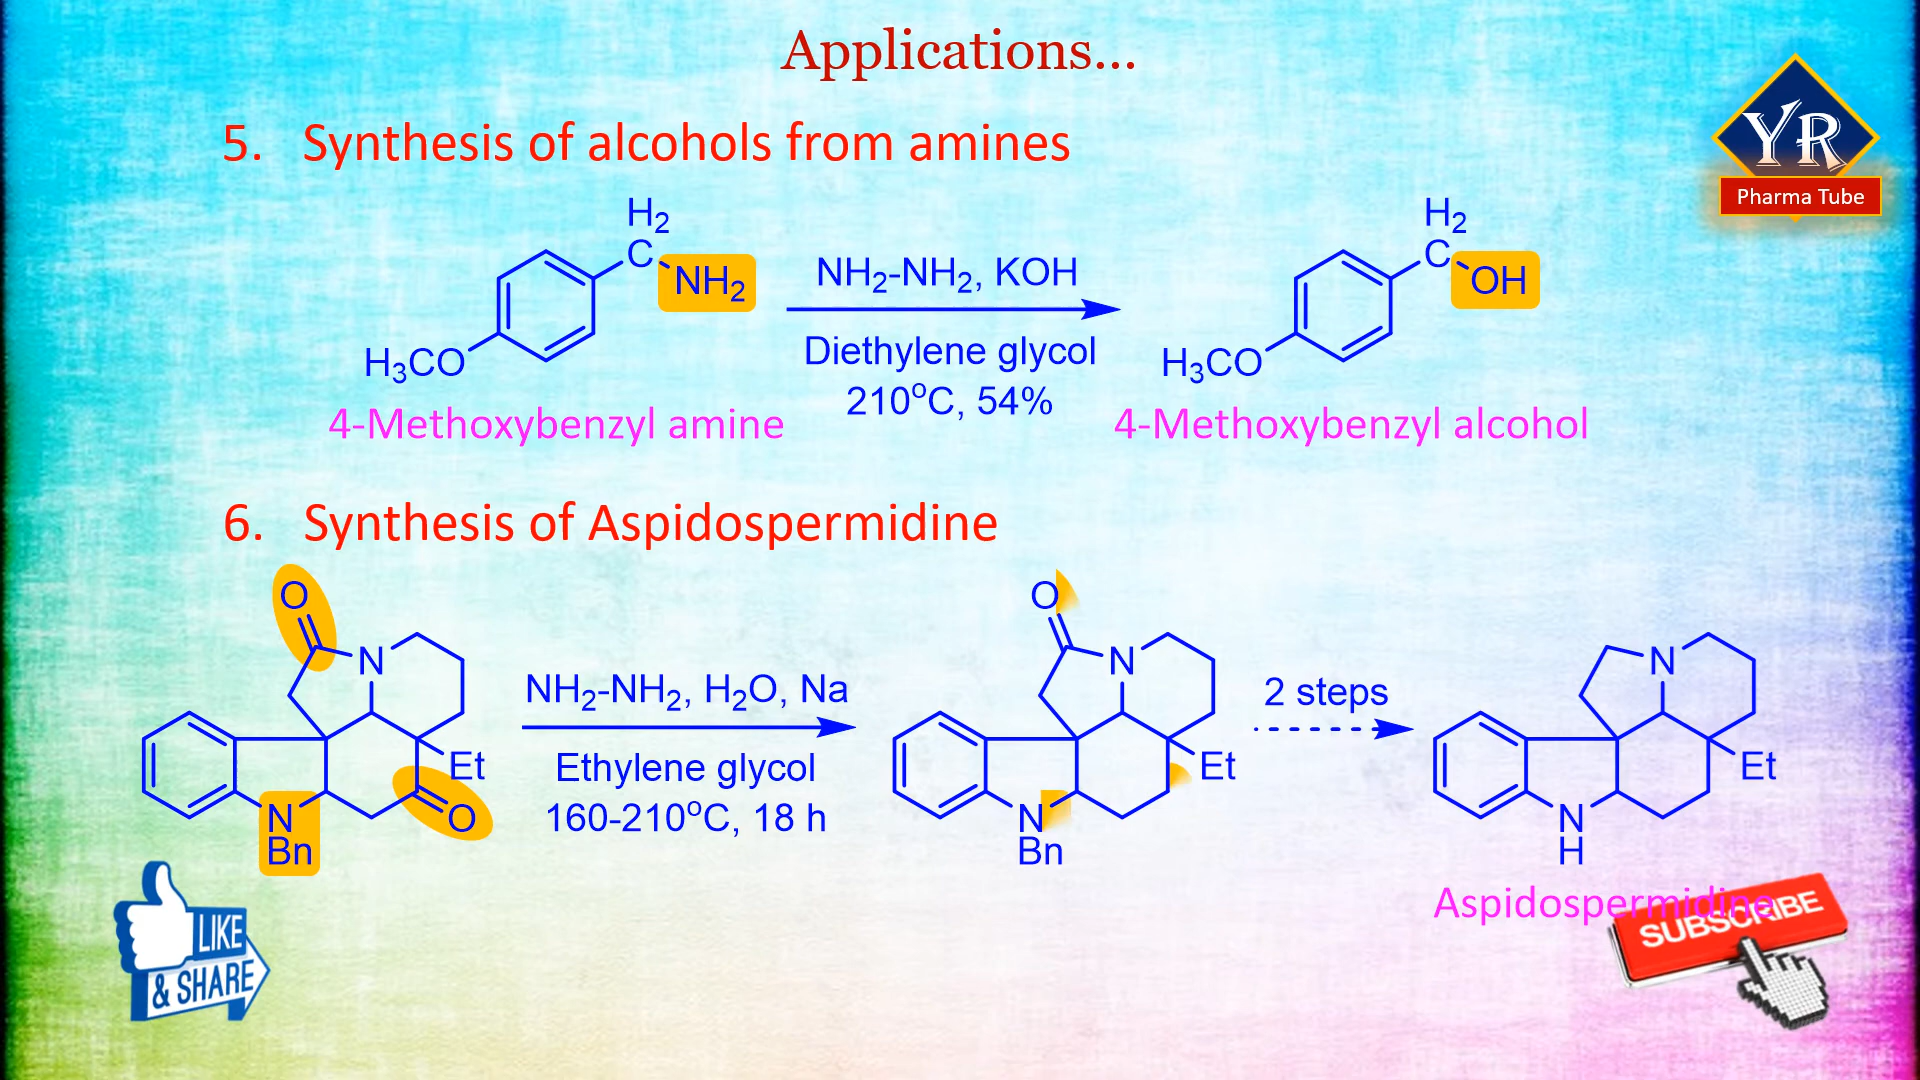 Applications...
YR
Pharma Tube
5. Synthesis of alcohols from amines
H₂
C
NH₂
H₃CO
4-Methoxybenzyl amine
NH₂-NH₂, KOH
Diethylene glycol
210°C, 54%
H₂
C
OH
H₃CO
4-Methoxybenzyl alcohol
6. Synthesis of Aspidospermidine
O
N
Et
O
N
Bn
NH₂-NH₂, H₂O, Na
Ethylene glycol
160-210°C, 18 h
O
N
Et
N
Bn
2 steps
N
Et
N
H
Aspidospermidine
LIKE
& SHARE
SUBSCRIBE